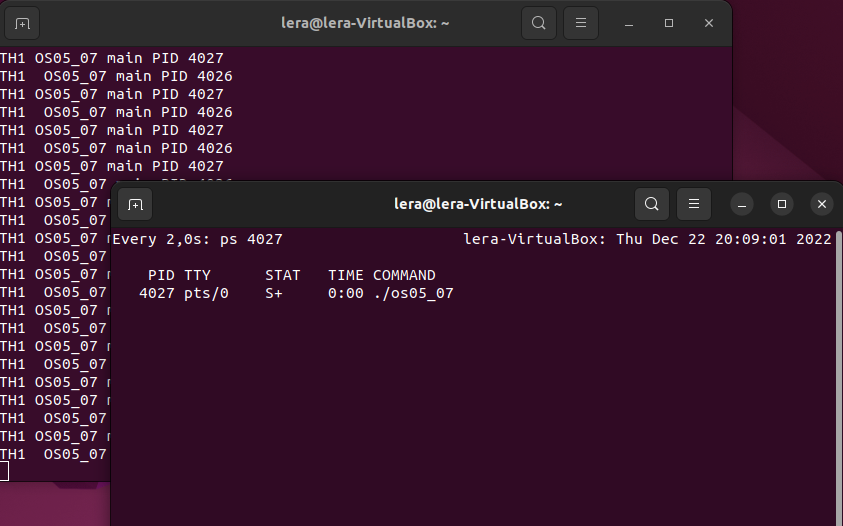 lera@lera-VirtualBox: ~
TH1 OS05_07 main PID 4027
TH1  OS05_07 main PID 4026
TH1 OS05_07 main PID 4027
TH1  OS05_07 main PID 4026
TH1 OS05_07 main PID 4027
TH1  OS05_07 main PID 4026
TH1 OS05_07 main PID 4027
TH1  OS05_07
TH1 OS05_07
TH1  OS05_07
TH1 OS05_07
TH1  OS05_07
TH1 OS05_07
TH1  OS05_07
TH1 OS05_07
TH1  OS05_07
TH1 OS05_07
TH1  OS05_07
TH1 OS05_07
TH1 OS05_07
TH1  OS05_07
TH1 OS05_07
TH1  OS05_07
lera@lera-VirtualBox: ~
Every 2,0s: ps 4027                    lera-VirtualBox: Thu Dec 22 20:09:01 2022
    PID TTY      STAT   TIME COMMAND
   4027 pts/0    S+     0:00 ./os05_07